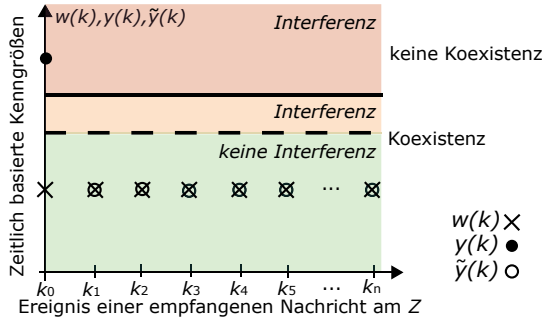 Zeitlich basierte Kenngrößen
w(k),y(k),ỹ(k)
Interferenz
keine Koexistenz
Interferenz
Koexistenz
keine Interferenz
...
w(k)
y(k)
ỹ(k)
k₀ k₁ k₂ k₃ k₄ k₅ ... kₙ
Ereignis einer empfangenen Nachricht am Z